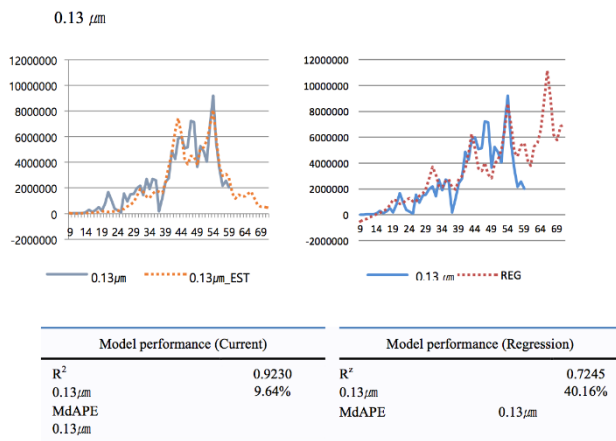 0.13 ㎛
12000000
10000000
8000000
6000000
4000000
2000000
0
-2000000
9 14 19 24 29 34 39 44 49 54 59 64 69
0.13㎛ 0.13㎛_EST
12000000
10000000
8000000
6000000
4000000
2000000
0
-2000000
9 14 19 24 29 34 39 44 49 54 59 64 69
0.13 ㎛ REG
Model performance (Current)
R² 0.9230
0.13㎛ 9.64%
MdAPE
0.13㎛
Model performance (Regression)
Rᶻ 0.7245
0.13㎛ 40.16%
MdAPE 0.13㎛